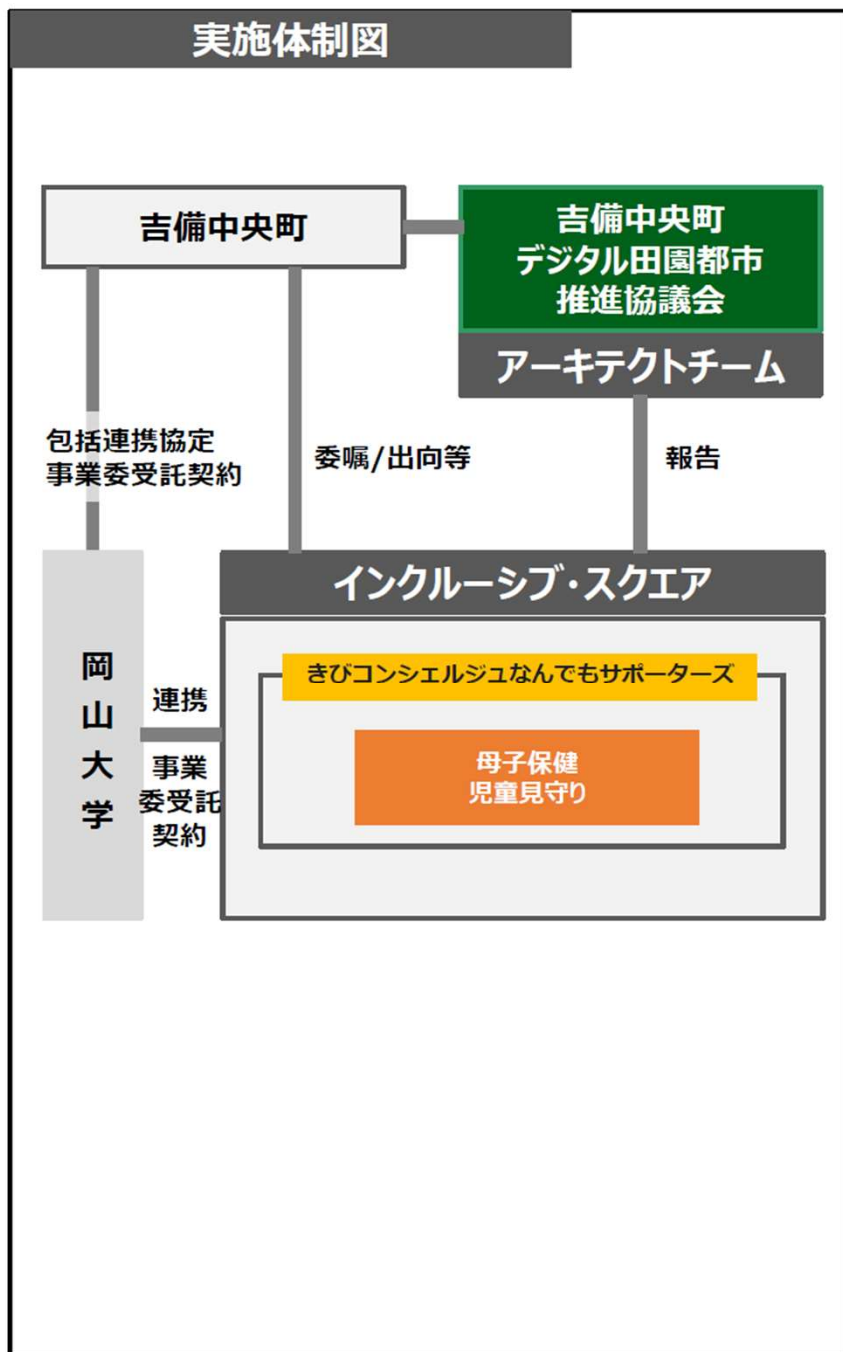 実施体制図
吉備中央町
吉備中央町
デジタル田園都市
推進協議会
アーキテクトチーム
包括連携協定
事業委受託契約
委嘱/出向等
報告
インクルーシブ・スクエア
岡山大学
連携
事業
委受託
契約
きびコンシェルジュなんでもサポーターズ
母子保健
児童見守り